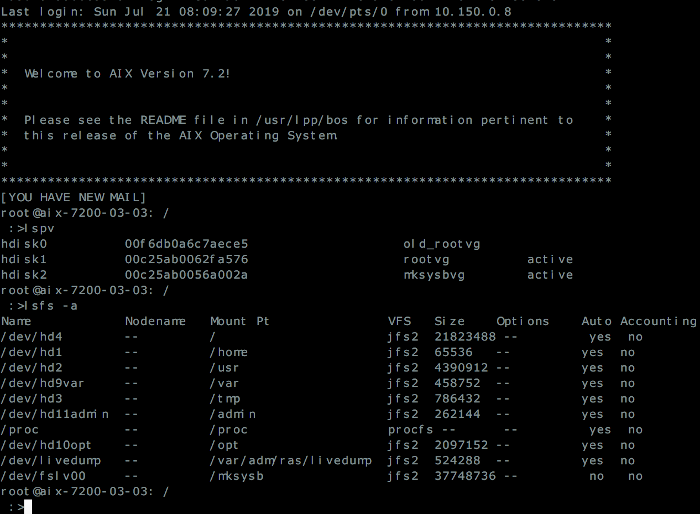 Last login: Sun Jul 21 08:09:27 2019 on /dev/pts/0 from 10.150.0.8
*******************************************************************************
*                                                                             *
*                                                                             *
*  Welcome to AIX Version 7.2!                                                *
*                                                                             *
*                                                                             *
*  Please see the README file in /usr/lpp/bos for information pertinent to    *
*  this release of the AIX Operating System                                   *
*                                                                             *
*                                                                             *
*******************************************************************************
[YOU HAVE NEW MAIL]
root@aix-7200-03-03: /
 :>lspv
hdisk0          00f6db0a6c7aece5                    old_rootvg
hdisk1          00c25ab0062fa576                    rootvg          active
hdisk2          00c25ab0056a002a                    mksysbvg        active
root@aix-7200-03-03: /
 :>lsfs -a
Name            Nodename   Mount Pt               VFS   Size    Options    Auto Accounting
/dev/hd4        --         /                      jfs2  21823488 --         yes  no
/dev/hd1        --         /home                  jfs2  65536   --         yes  no
/dev/hd2        --         /usr                   jfs2  4390912 --         yes  no
/dev/hd9var     --         /var                   jfs2  458752  --         yes  no
/dev/hd3        --         /tmp                   jfs2  786432  --         yes  no
/dev/hd11admin  --         /admin                 jfs2  262144  --         yes  no
/proc           --         /proc                  procfs --      --         yes  no
/dev/hd10opt    --         /opt                   jfs2  2097152 --         yes  no
/dev/livedump   --         /var/adm/ras/livedump  jfs2  524288  --         yes  no
/dev/fslv00     --         /mksysb                jfs2  37748736 --         no   no
root@aix-7200-03-03: /
 :>